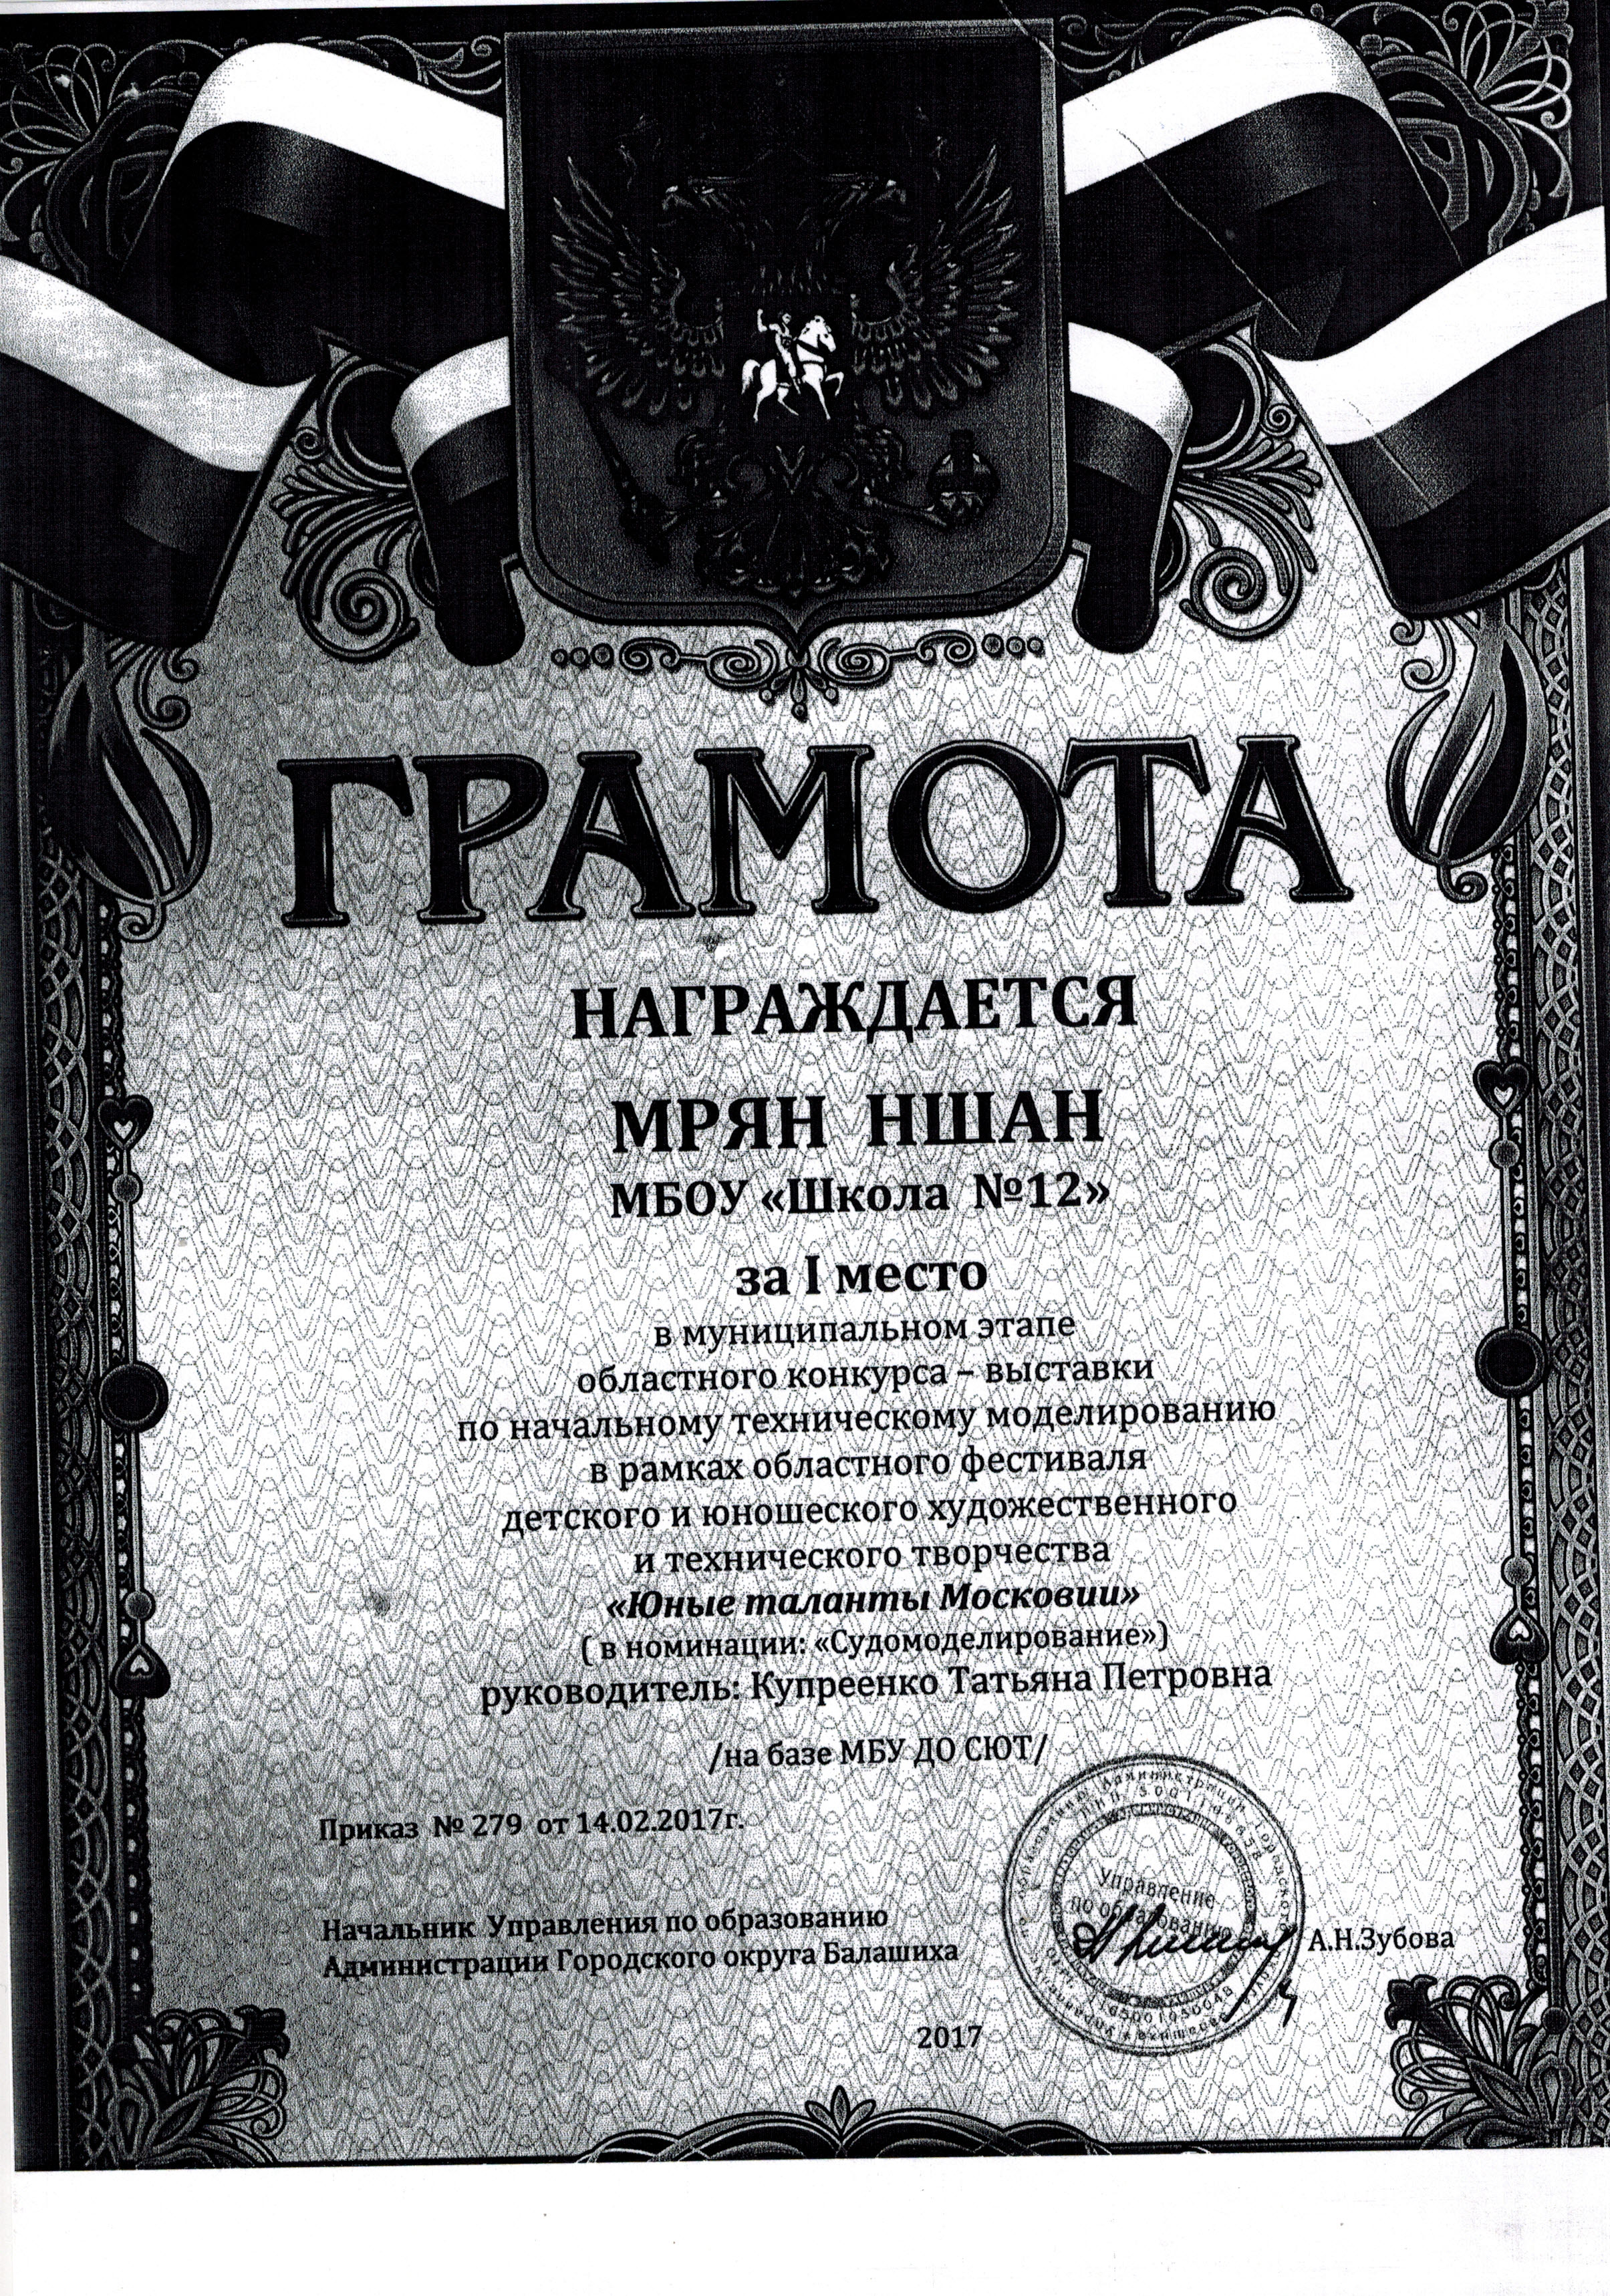 ГРАМОТА
НАГРАЖДАЕТСЯ
МРЯН НШАН
МБОУ «Школа №12»
за I место
в муниципальном этапе
областного конкурса – выставки
по начальному техническому моделированию
в рамках областного фестиваля
детского и юношеского художественного
и технического творчества
«Юные таланты Московии»
( в номинации: «Судомоделирование»)
руководитель: Купреенко Татьяна Петровна
/на базе МБУ ДО СЮТ/
Приказ № 279 от 14.02.2017г.
Управление
по образованию
Начальник Управления по образованию
Администрации Городского округа Балашиха
А.Н.Зубова
2017